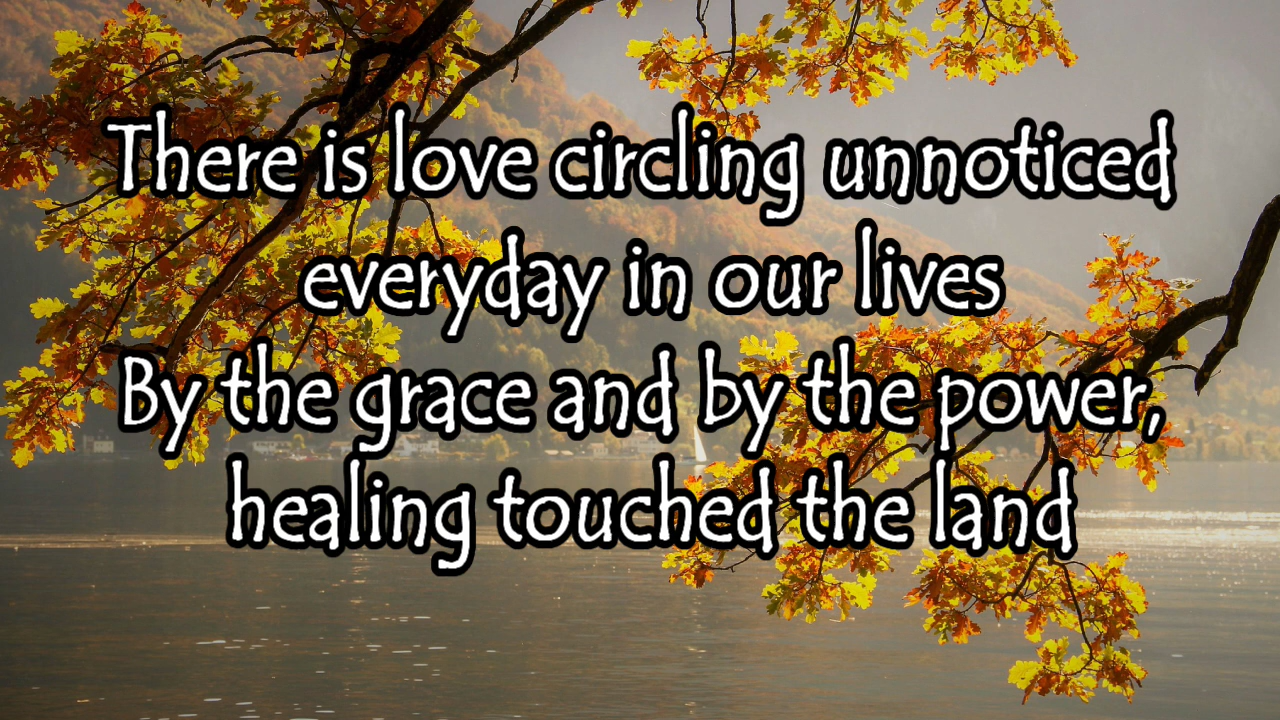 There is love circling unnoticed
everyday in our lives
By the grace and by the power,
healing touched the land